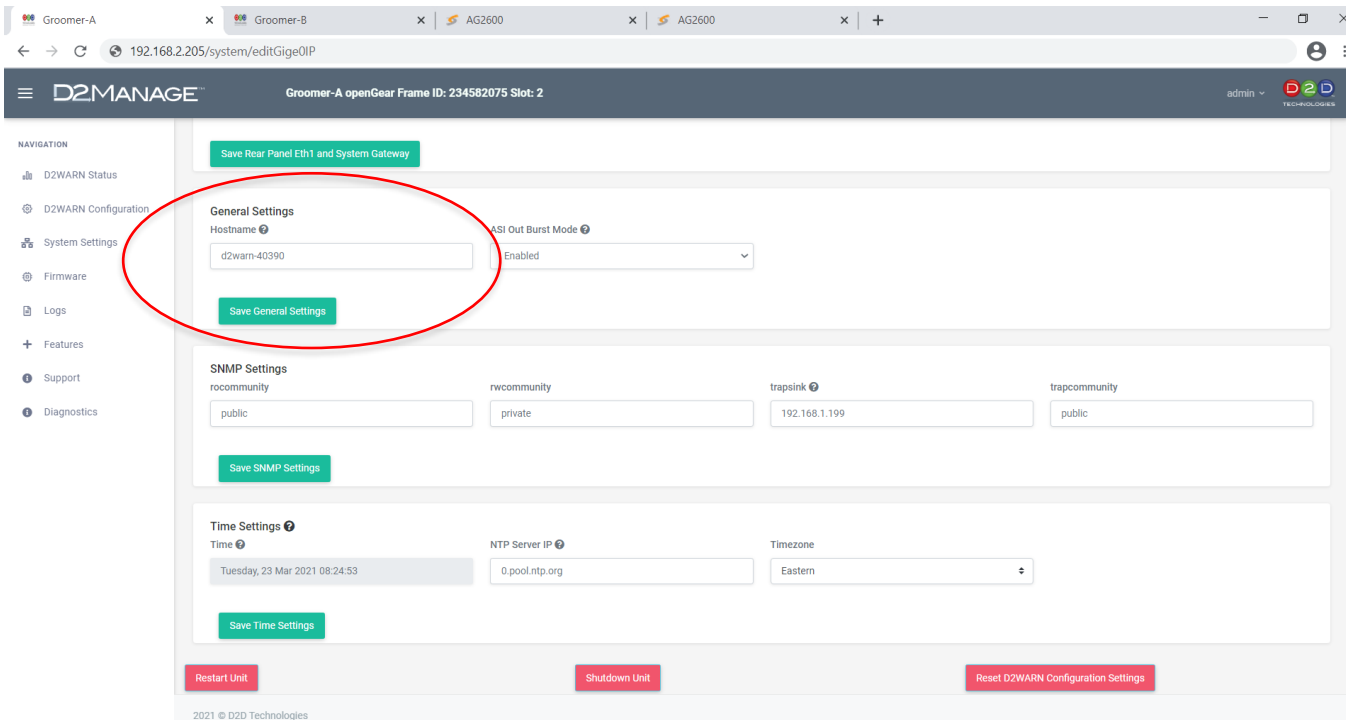 Groomer-A
Groomer-B
AG2600
AG2600
192.168.2.205/system/editGige0IP
D2MANAGE™
Groomer-A openGear Frame ID: 234582075 Slot: 2
admin
D2D
TECHNOLOGIES
NAVIGATION
D2WARN Status
D2WARN Configuration
System Settings
Firmware
Logs
Features
Support
Diagnostics
Save Rear Panel Eth1 and System Gateway
General Settings
Hostname
ASI Out Burst Mode
d2warn-40390
Enabled
Save General Settings
SNMP Settings
rocommunity
rwcommunity
trapsink
trapcommunity
public
private
192.168.1.199
public
Save SNMP Settings
Time Settings
Time
NTP Server IP
Timezone
Tuesday, 23 Mar 2021 08:24:53
0.pool.ntp.org
Eastern
Save Time Settings
Restart Unit
Shutdown Unit
Reset D2WARN Configuration Settings
2021 © D2D Technologies